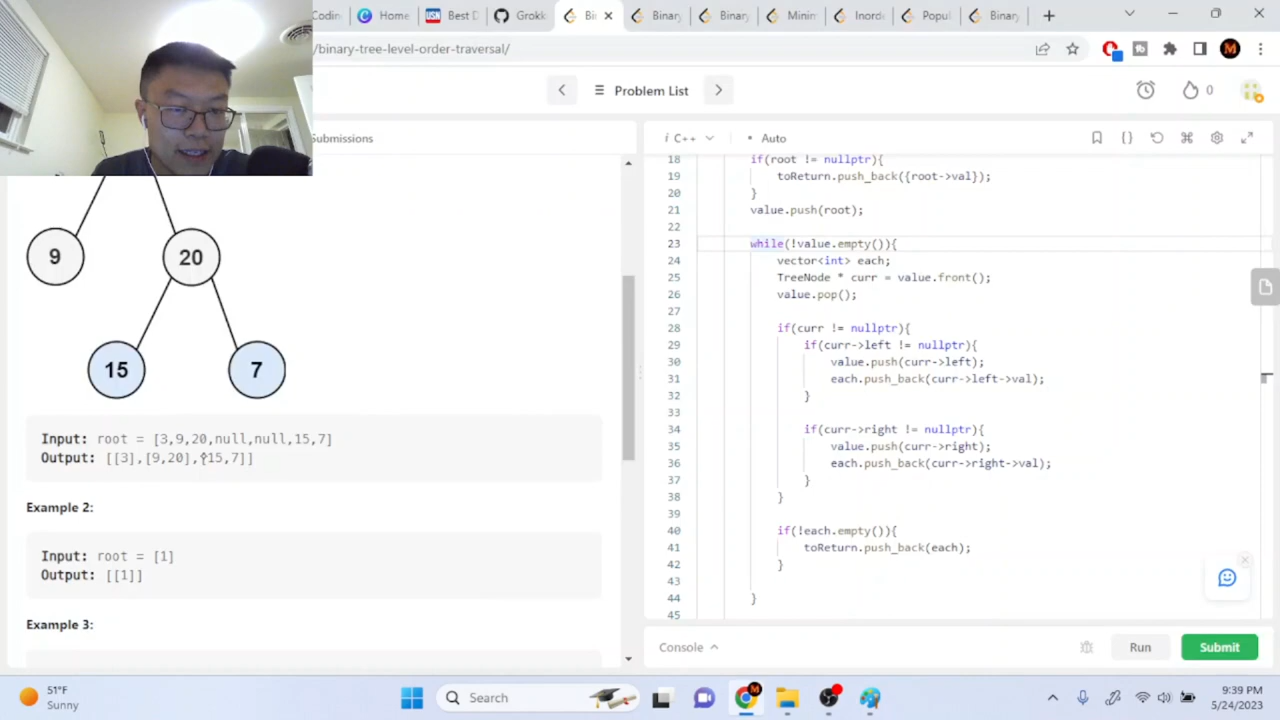 Codin
Home
Best D
Grokk
Bi
Binary
Binary
Minim
Inord
Popul
Binary
/binary-tree-level-order-traversal/
M
Problem List
0
Submissions
i C++
• Auto
9
20
15
7
Input: root = [3,9,20,null,null,15,7]
Output: [[3],[9,20],[15,7]]
Example 2:
Input: root = [1]
Output: [[1]]
Example 3:
18 if(root != nullptr){
19 toReturn.push_back({root->val});
20 }
21 value.push(root);
22
23 while(!value.empty()){
24 vector<int> each;
25 TreeNode * curr = value.front();
26 value.pop();
27
28 if(curr != nullptr){
29 if(curr->left != nullptr){
30 value.push(curr->left);
31 each.push_back(curr->left->val);
32 }
33
34 if(curr->right != nullptr){
35 value.push(curr->right);
36 each.push_back(curr->right->val);
37 }
38 }
39
40 if(!each.empty()){
41 toReturn.push_back(each);
42 }
43
44 }
45
Console
Run
Submit
51°F
Sunny
Search
M
9:39 PM
5/24/2023